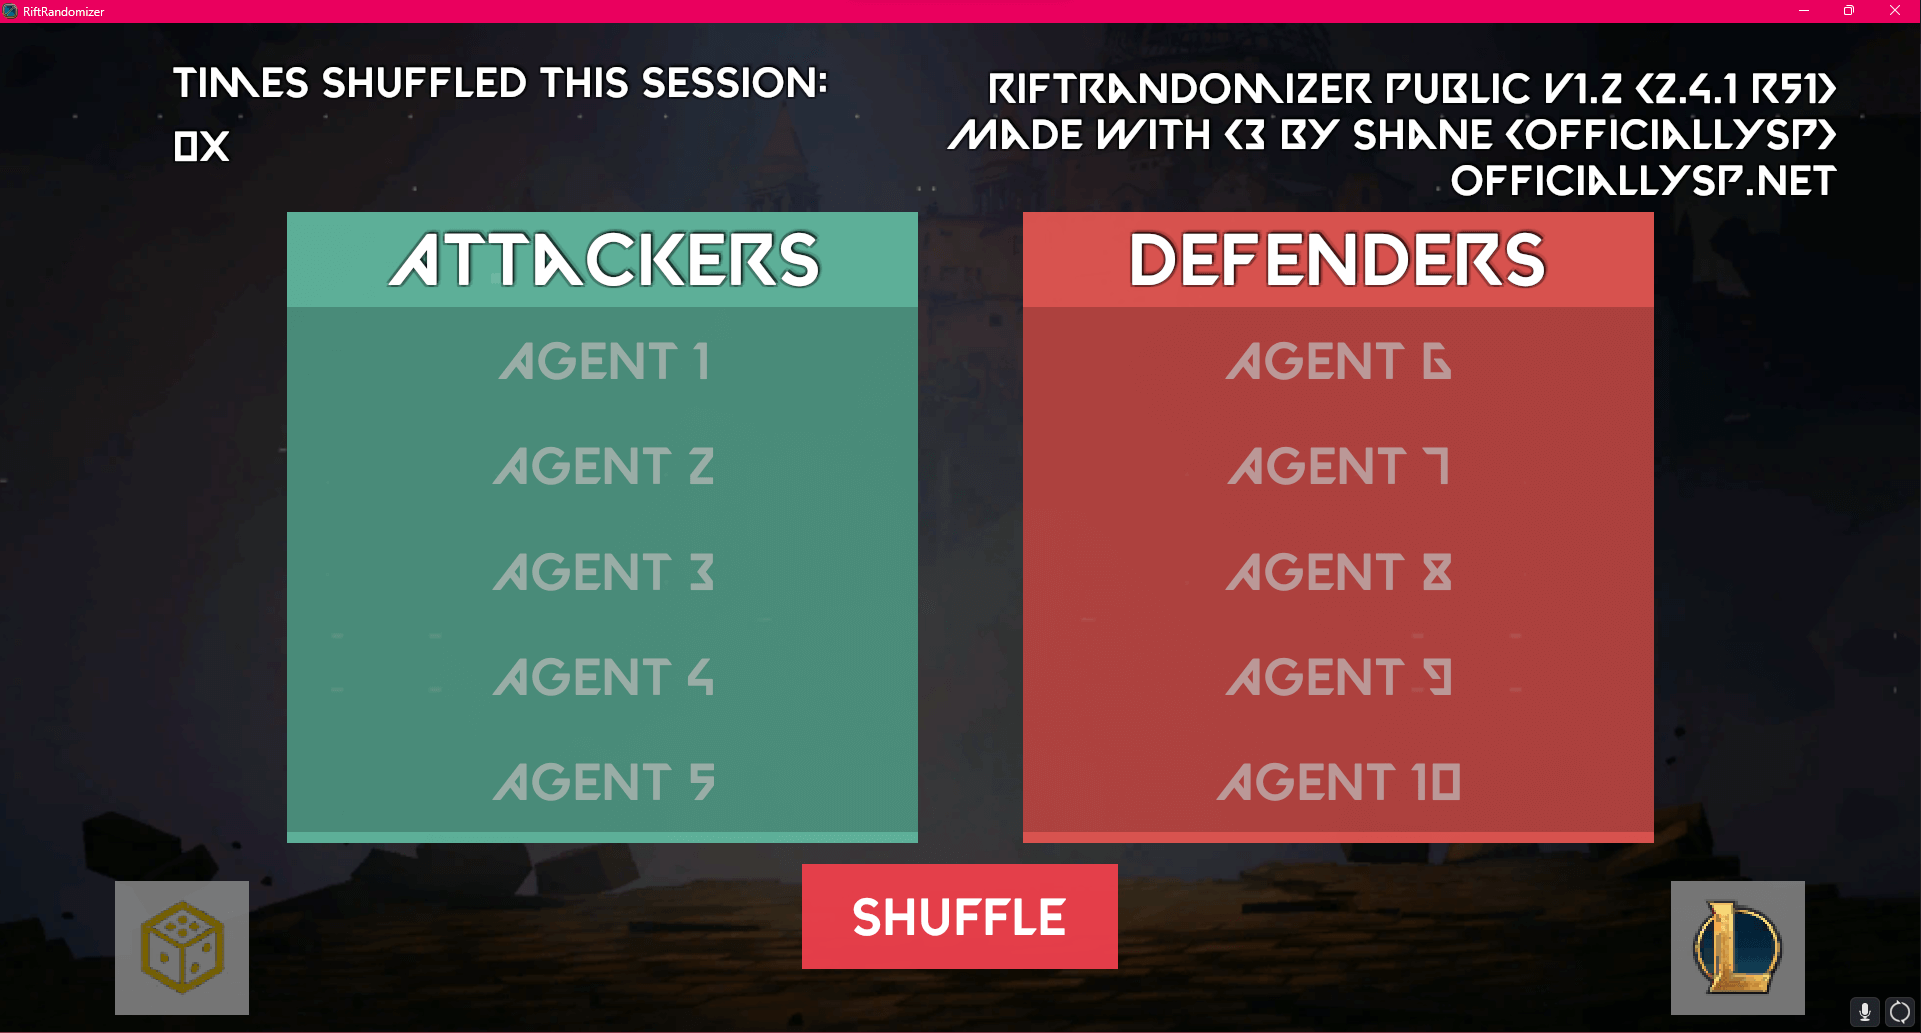 RiftRandomizer
TIMES SHUFFLED THIS SESSION:
0X
RIFTRANDOMIZER PUBLIC V1.2 (2.4.1 R51)
MADE WITH <3 BY SHANE (OFFICIALLYSP)
OFFICIALLYSP.NET
ATTACKERS
AGENT 1
AGENT 2
AGENT 3
AGENT 4
AGENT 5
DEFENDERS
AGENT 6
AGENT 7
AGENT 8
AGENT 9
AGENT 10
SHUFFLE